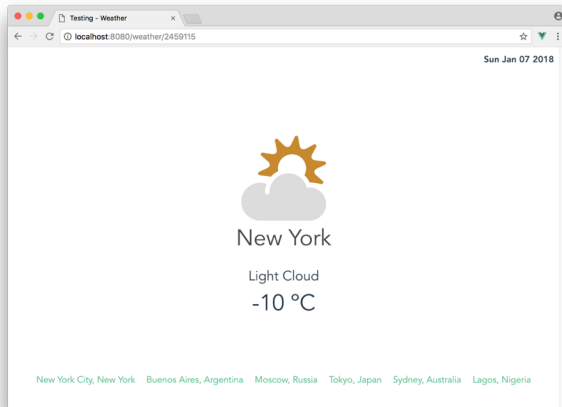 Testing - Weather
localhost:8080/weather/2459115
Sun Jan 07 2018
New York
Light Cloud
-10 ºC
New York City, New York Buenos Aires, Argentina Moscow, Russia Tokyo, Japan Sydney, Australia Lagos, Nigeria